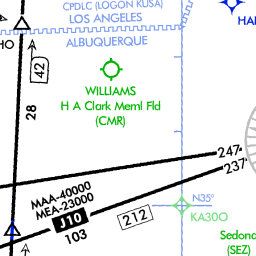 CPDLC (LOGON KUSA)
LOS ANGELES
HO
ALBUQUERQUE
HA
42
WILLIAMS
H A Clark Meml Fld
(CMR)
28
247
237
MAA-40000
MEA-23000
J10
103
212
N35°
KA30O
Sedona
(SEZ)